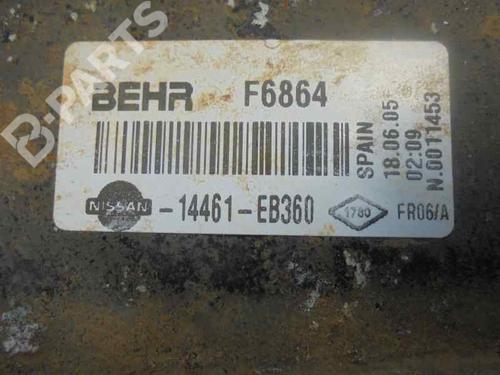 BEHR F6864
NISSAN -14461-EB360 1780 FR06/A
SPAIN
18.06.05
02:09
N.0011453
B-PARTS